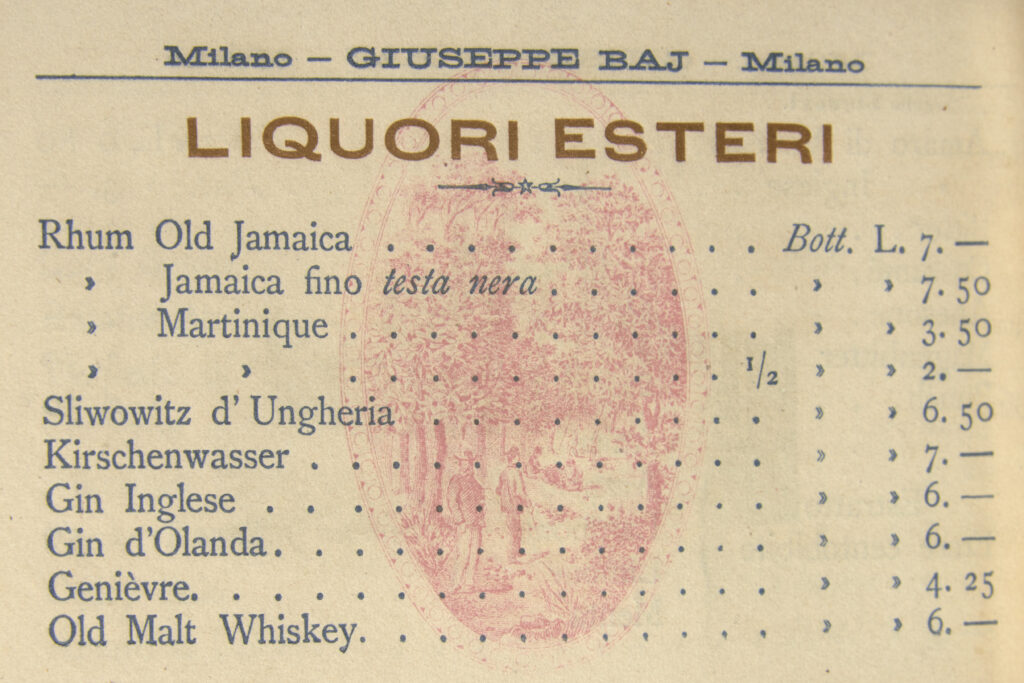 Milano — GIUSEPPE BAJ — Milano
LIQUORI ESTERI
Rhum Old Jamaica . . . . . . . . . . Bott. L. 7. —
» Jamaica fino testa nera . . . . . . » » 7. 50
» Martinique . . . . . . . . . . . » » 3. 50
» » . . . . . . . . . . 1/2 » » 2. —
Sliwowitz d'Ungheria . . . . . . . . . » » 6. 50
Kirschenwasser . . . . . . . . . . . . » » 7. —
Gin Inglese . . . . . . . . . . . . . » » 6. —
Gin d'Olanda . . . . . . . . . . . . . » » 6. —
Genièvre. . . . . . . . . . . . . . . » » 4. 25
Old Malt Whiskey. . . . . . . . . . . » » 6. —